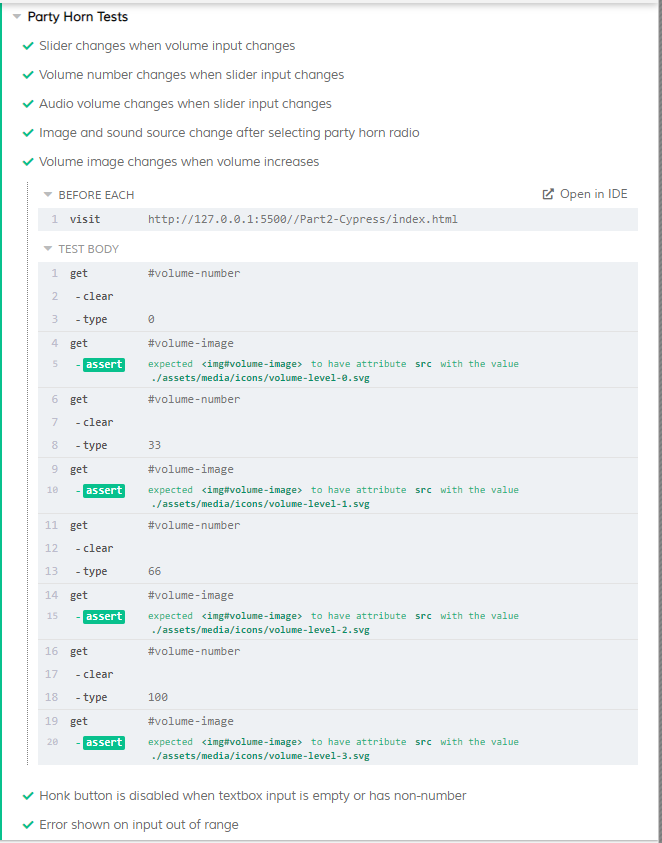 Party Horn Tests
Slider changes when volume input changes
Volume number changes when slider input changes
Audio volume changes when slider input changes
Image and sound source change after selecting party horn radio
Volume image changes when volume increases
BEFORE EACH Open in IDE
1 visit http://127.0.0.1:5500//Part2-Cypress/index.html
TEST BODY
1 get #volume-number
2 -clear
3 -type 0
4 get #volume-image
5 -assert expected <img#volume-image> to have attribute src with the value
./assets/media/icons/volume-level-0.svg
6 get #volume-number
7 -clear
8 -type 33
9 get #volume-image
10 -assert expected <img#volume-image> to have attribute src with the value
./assets/media/icons/volume-level-1.svg
11 get #volume-number
12 -clear
13 -type 66
14 get #volume-image
15 -assert expected <img#volume-image> to have attribute src with the value
./assets/media/icons/volume-level-2.svg
16 get #volume-number
17 -clear
18 -type 100
19 get #volume-image
20 -assert expected <img#volume-image> to have attribute src with the value
./assets/media/icons/volume-level-3.svg
Honk button is disabled when textbox input is empty or has non-number
Error shown on input out of range